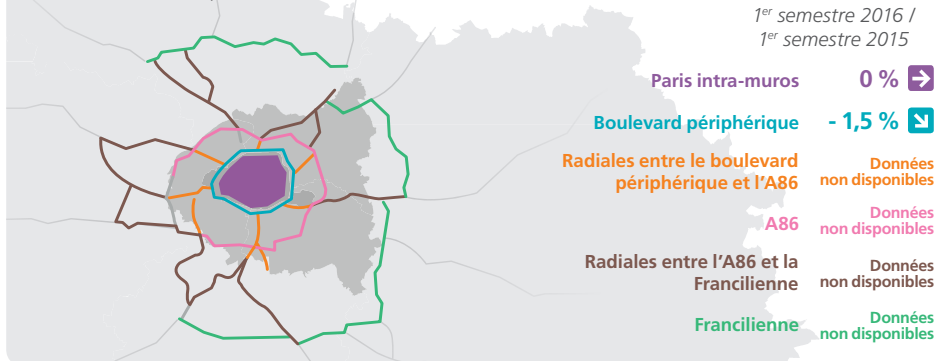 1er semestre 2016 /
1er semestre 2015
Paris intra-muros 0 %
Boulevard périphérique - 1,5 %
Radiales entre le boulevard
périphérique et l'A86
Données
non disponibles
A86
Données
non disponibles
Radiales entre l'A86 et la
Francilienne
Données
non disponibles
Francilienne
Données
non disponibles